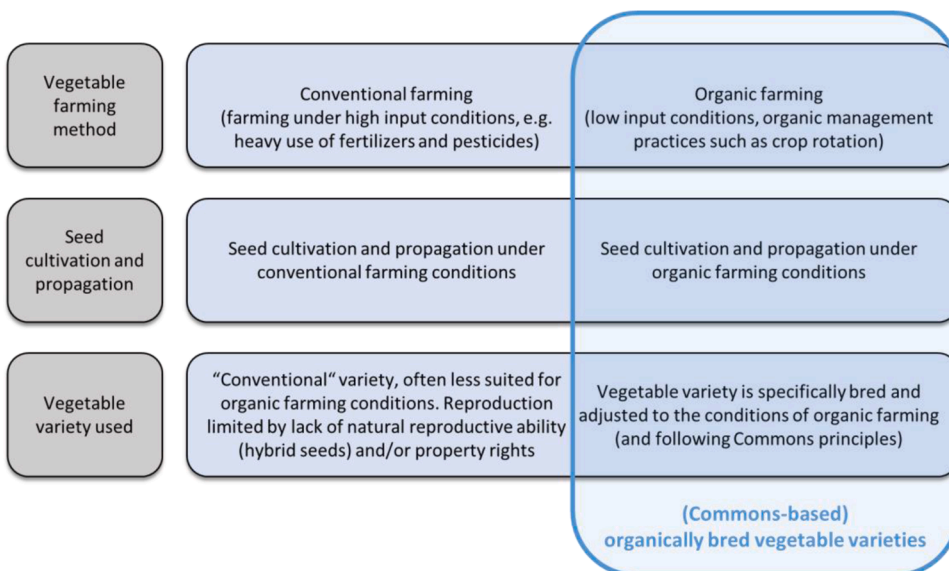 Vegetable
farming
method
Conventional farming
(farming under high input conditions, e.g.
heavy use of fertilizers and pesticides)
Organic farming
(low input conditions, organic management
practices such as crop rotation)
Seed
cultivation and
propagation
Seed cultivation and propagation under
conventional farming conditions
Seed cultivation and propagation under
organic farming conditions
Vegetable
variety used
“Conventional“ variety, often less suited for
organic farming conditions. Reproduction
limited by lack of natural reproductive ability
(hybrid seeds) and/or property rights
Vegetable variety is specifically bred and
adjusted to the conditions of organic farming
(and following Commons principles)
(Commons-based)
organically bred vegetable varieties